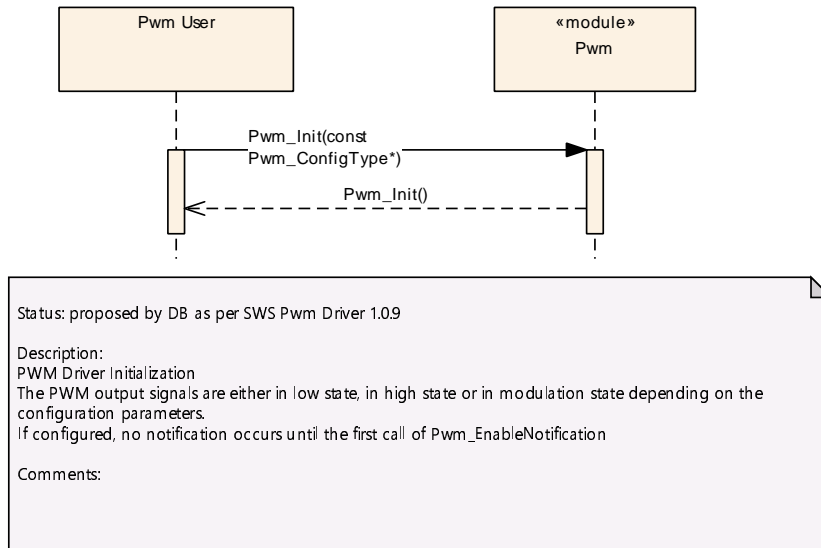 Pwm User
«module»
Pwm
Pwm_Init(const
Pwm_ConfigType*)
Pwm_Init()
Status: proposed by DB as per SWS Pwm Driver 1.0.9
Description:
PWM Driver Initialization
The PWM output signals are either in low state, in high state or in modulation state depending on the
configuration parameters.
If configured, no notification occurs until the first call of Pwm_EnableNotification
Comments: